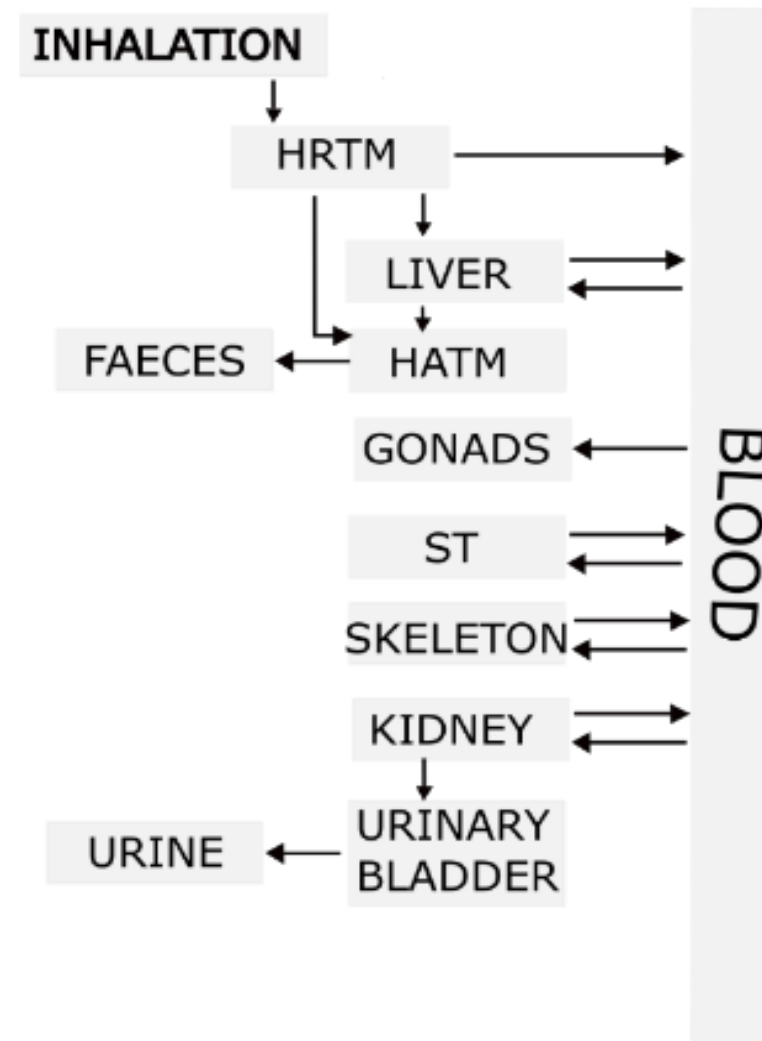 INHALATION
HRTM
LIVER
FAECES
HATM
GONADS
ST
SKELETON
KIDNEY
URINARY
BLADDER
URINE
BLOOD